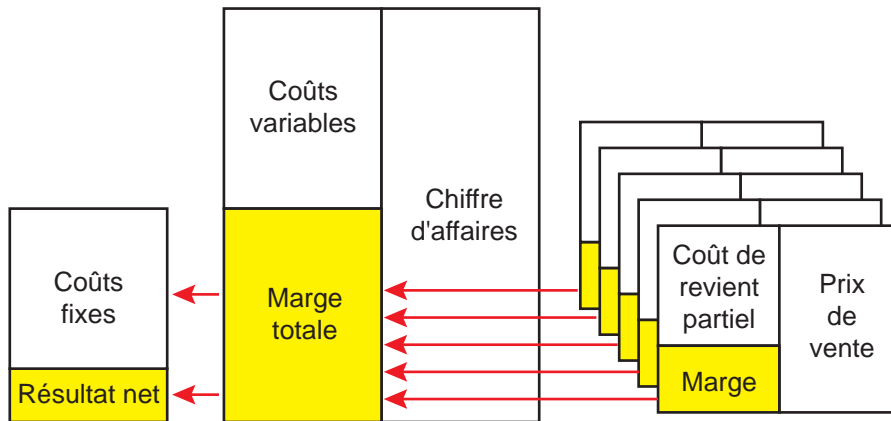 Coûts
variables
Chiffre
d'affaires
Coûts
fixes
Marge
totale
Résultat net
Coût de
revient
partiel
Prix
de
vente
Marge